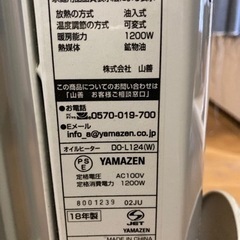 放熱の方式 油入式
温度調節の方式 可変式
暖房能力 1200W
熱媒体 鉱物油
株式会社 山善
この商品についてのお問い合わせは
「山善 お客様ご相談窓口」
●お電話
0570-019-700
●Eメール
info_a@yamazen.co.jp
オイルヒーター DO-L124(W)
PSE YAMAZEN
定格電圧 AC100V
定格消費電力 1200W
8001239 02JU
18年製
JET
MADE IN CHINA